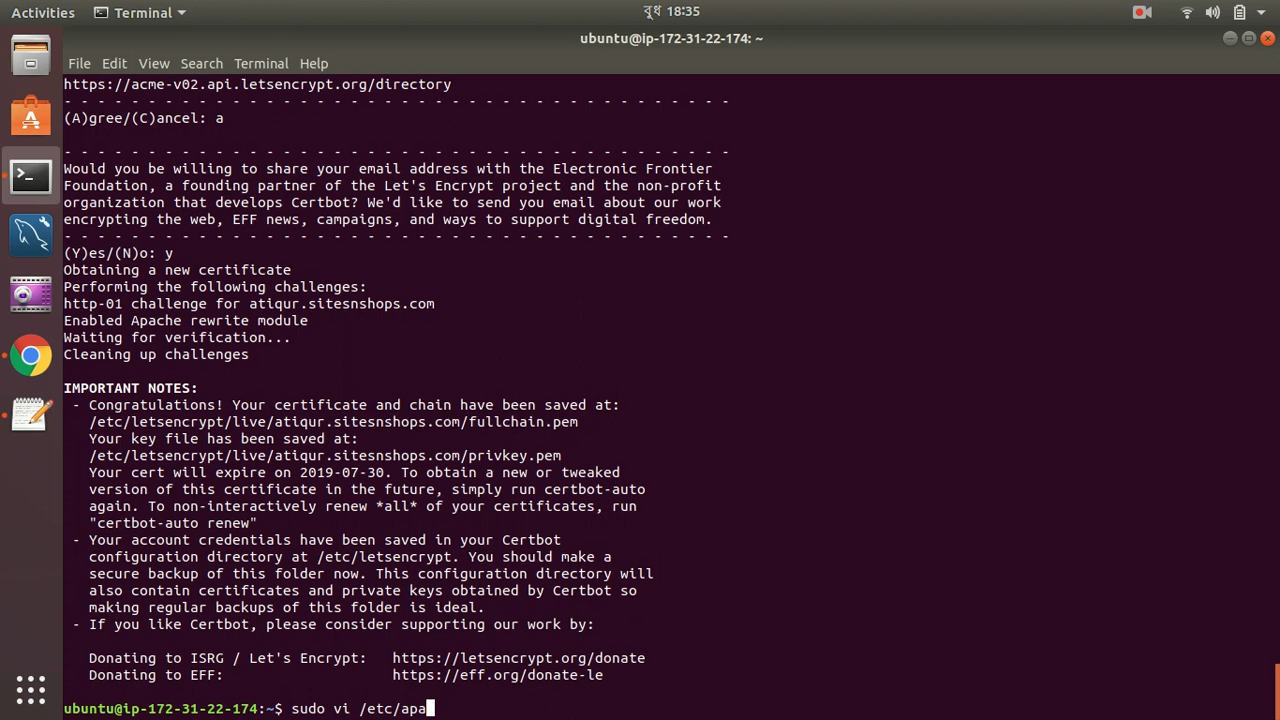 Activities
Terminal
বুধ 18:35
ubuntu@ip-172-31-22-174: ~
File Edit View Search Terminal Help
https://acme-v02.api.letsencrypt.org/directory
- - - - - - - - - - - - - - - - - - - - - - - - - - - - - - - - - - - - - - - -
(A)gree/(C)ancel: a
- - - - - - - - - - - - - - - - - - - - - - - - - - - - - - - - - - - - - - - -
Would you be willing to share your email address with the Electronic Frontier
Foundation, a founding partner of the Let's Encrypt project and the non-profit
organization that develops Certbot? We'd like to send you email about our work
encrypting the web, EFF news, campaigns, and ways to support digital freedom.
- - - - - - - - - - - - - - - - - - - - - - - - - - - - - - - - - - - - - - - -
(Y)es/(N)o: y
Obtaining a new certificate
Performing the following challenges:
http-01 challenge for atiqur.sitesnshops.com
Enabled Apache rewrite module
Waiting for verification...
Cleaning up challenges
IMPORTANT NOTES:
- Congratulations! Your certificate and chain have been saved at:
/etc/letsencrypt/live/atiqur.sitesnshops.com/fullchain.pem
Your key file has been saved at:
/etc/letsencrypt/live/atiqur.sitesnshops.com/privkey.pem
Your cert will expire on 2019-07-30. To obtain a new or tweaked
version of this certificate in the future, simply run certbot-auto
again. To non-interactively renew *all* of your certificates, run
"certbot-auto renew"
- Your account credentials have been saved in your Certbot
configuration directory at /etc/letsencrypt. You should make a
secure backup of this folder now. This configuration directory will
also contain certificates and private keys obtained by Certbot so
making regular backups of this folder is ideal.
- If you like Certbot, please consider supporting our work by:
Donating to ISRG / Let's Encrypt: https://letsencrypt.org/donate
Donating to EFF: https://eff.org/donate-le
ubuntu@ip-172-31-22-174:~$ sudo vi /etc/apa